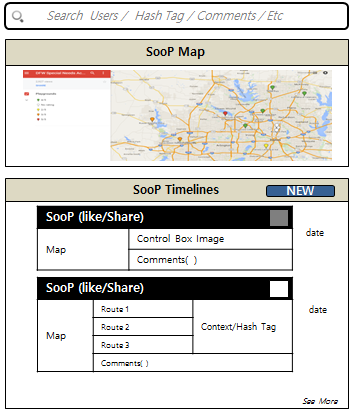 Search Users / Hash Tag / Comments / Etc
SooP Map
SooP Timelines
NEW
SooP (like/Share)
date
Map
Control Box Image
Comments( )
SooP (like/Share)
date
Map
Route 1
Route 2
Route 3
Context/Hash Tag
Comments( )
See More